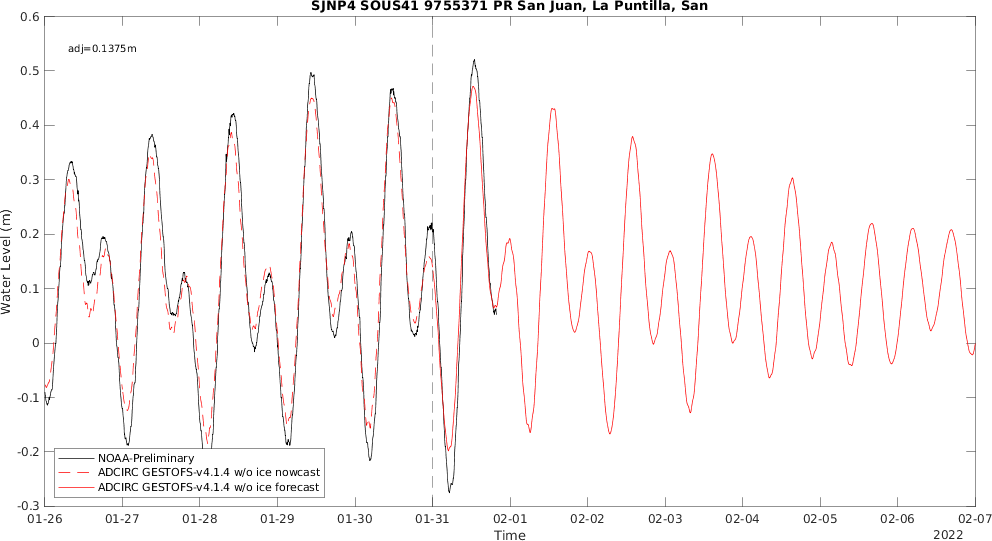 SJNP4 SOUS41 9755371 PR San Juan, La Puntilla, San
adj=0.1375m
0.6
0.5
0.4
0.3
0.2
0.1
0
-0.1
-0.2
-0.3
Water Level (m)
NOAA-Preliminary
ADCIRC GESTOFS-v4.1.4 w/o ice nowcast
ADCIRC GESTOFS-v4.1.4 w/o ice forecast
01-26 01-27 01-28 01-29 01-30 01-31 02-01 02-02 02-03 02-04 02-05 02-06 02-07
Time
2022